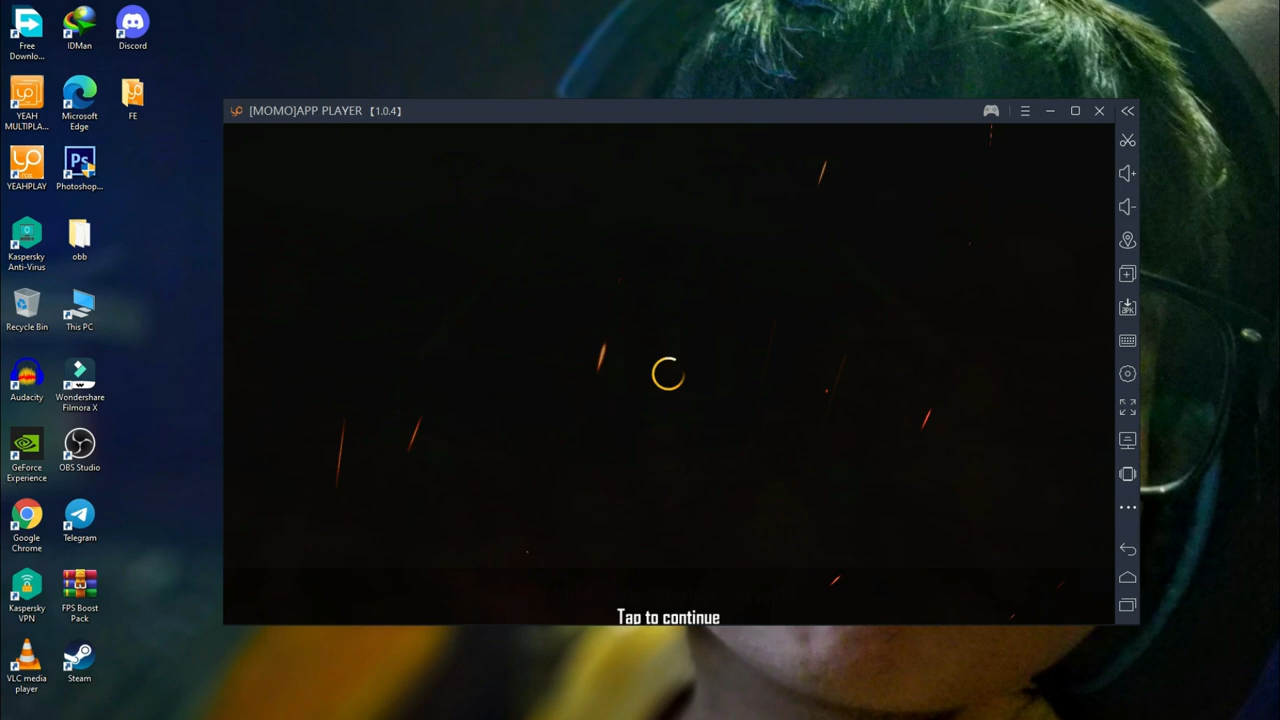 Free
Downlo...
IDMan
Discord
YEAH
MULTIPLA...
Microsoft
Edge
FE
YEAHPLAY
Ps
Photoshop...
Kaspersky
Anti-Virus
obb
Recycle Bin
This PC
Audacity
Wondershare
Filmora X
GeForce
Experience
OBS Studio
Google
Chrome
Telegram
Kaspersky
VPN
FPS Boost
Pack
VLC media
player
Steam
[MOMO]APP PLAYER 【1.0.4】
APK
Tap to continue